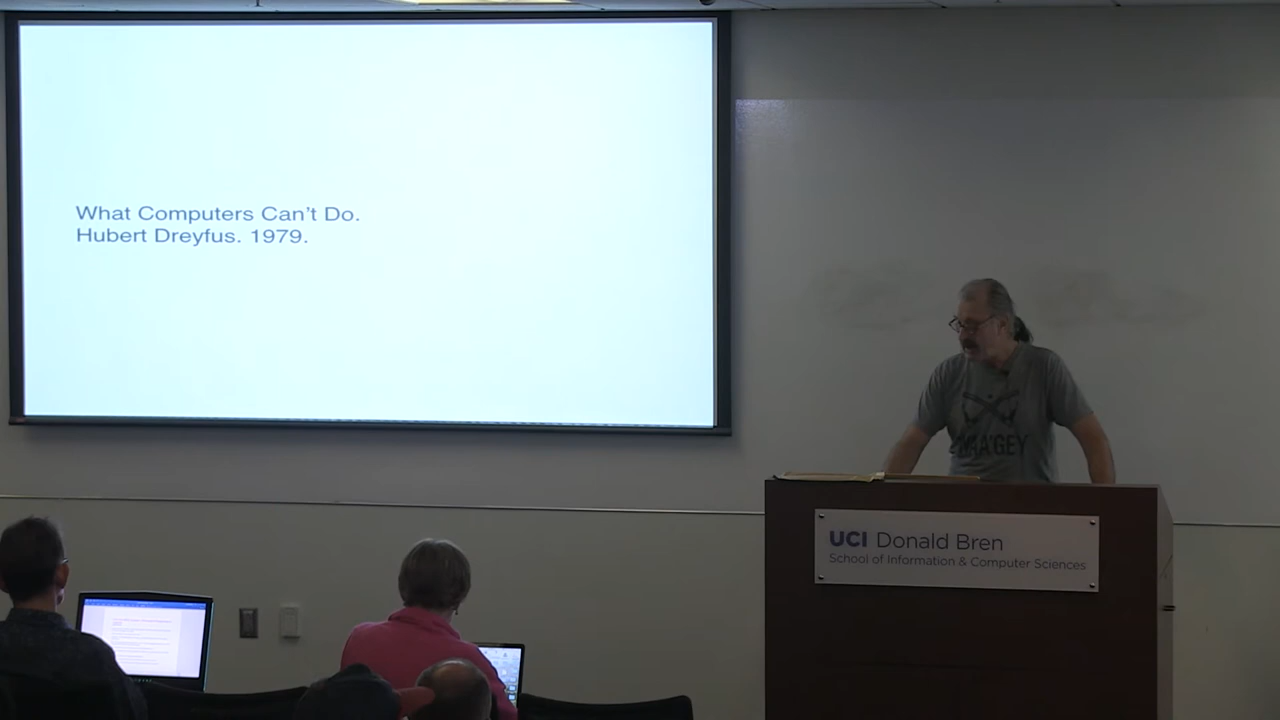 What Computers Can't Do.
Hubert Dreyfus. 1979.
UCI Donald Bren
School of Information & Computer Sciences